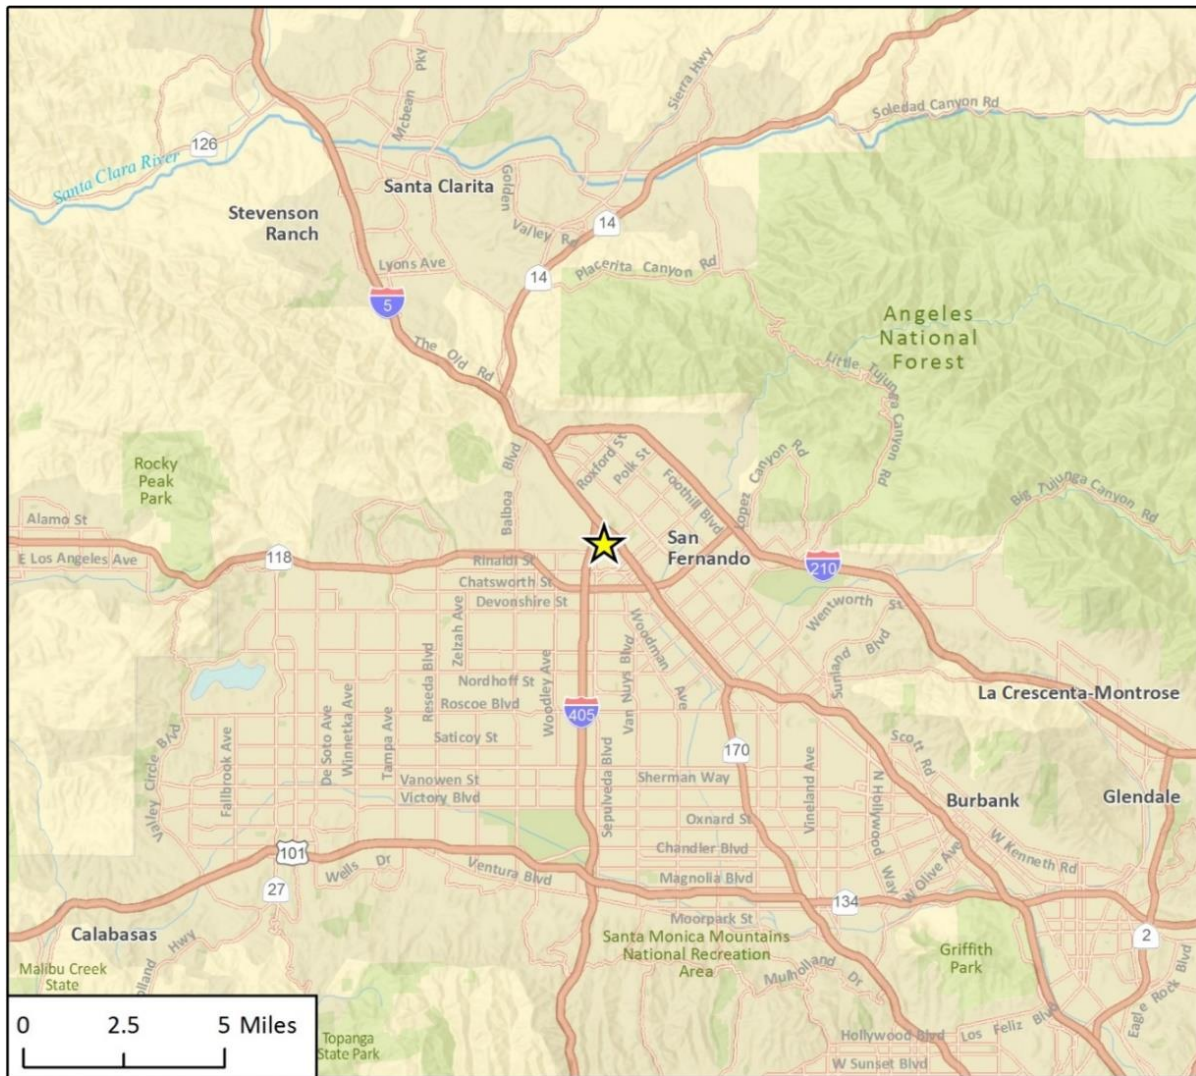 Mcbean Pky
Sierra Hwy
Soledad Canyon Rd
126
Santa Clara River
Santa Clarita
Golden Valley Rd
Stevenson
Ranch
14
Lyons Ave
14
Placerita Canyon Rd
5
Angeles
National
Forest
The Old Rd
Little Tujunga Canyon Rd
Balboa Blvd
Roxford St
Polk St
Foothill Blvd
Lopez Canyon Rd
Rocky
Peak
Park
Big Tujunga Canyon Rd
Alamo St
E Los Angeles Ave
118
Rinaldi St
San
Fernando
210
Chatsworth St
Devonshire St
Wentworth St
Zelzah Ave
Woodman Ave
Sunland Blvd
Reseda Blvd
Nordhoff St
Woodley Ave
Van Nuys Blvd
Roscoe Blvd
405
La Crescenta-Montrose
De Soto Ave
Winnetka Ave
Tampa Ave
Saticoy St
Valley Circle Blvd
Fallbrook Ave
170
Scott Rd
Vanowen St
Victory Blvd
Sepulveda Blvd
Sherman Way
Vineland Ave
N Hollywood Way
Burbank
Glendale
Oxnard St
Chandler Blvd
W Kenneth Rd
101
Wells Dr
Ventura Blvd
Magnolia Blvd
W Olive Ave
27
134
Moorpark St
Calabasas
Santa Monica Mountains
National Recreation
Area
Griffith
Park
2
olland Hwy
Malibu Creek
State
Mulholland Dr
Eagle Rock Blvd
0 2.5 5 Miles
Topanga
State Park
Hollywood Blvd
Los Feliz Blvd
W Sunset Blvd